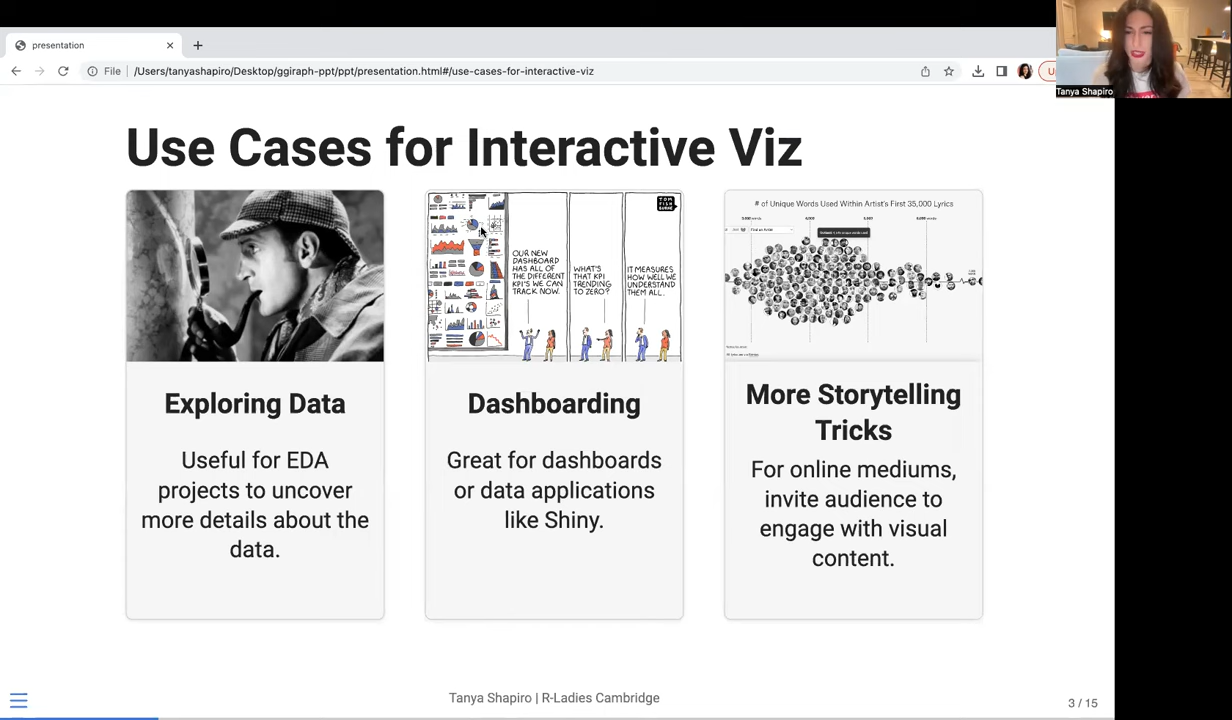 presentation
File
/Users/tanyashapiro/Desktop/ggiraph-ppt/ppt/presentation.html#/use-cases-for-interactive-viz
Tanya Shapiro
Use Cases for Interactive Viz
TOM
FISH
BURNE
OUR NEW
DASHBOARD
HAS ALL OF
THE DIFFERENT
KPI'S WE CAN
TRACK NOW.
WHAT'S
THAT KPI
TRENDING
TO ZERO?
IT MEASURES
HOW WELL WE
UNDERSTAND
THEM ALL.
# of Unique Words Used Within Artist's First 35,000 Lyrics
Exploring Data
Useful for EDA
projects to uncover
more details about the
data.
Dashboarding
Great for dashboards
or data applications
like Shiny.
More Storytelling
Tricks
For online mediums,
invite audience to
engage with visual
content.
Tanya Shapiro | R-Ladies Cambridge
3 / 15